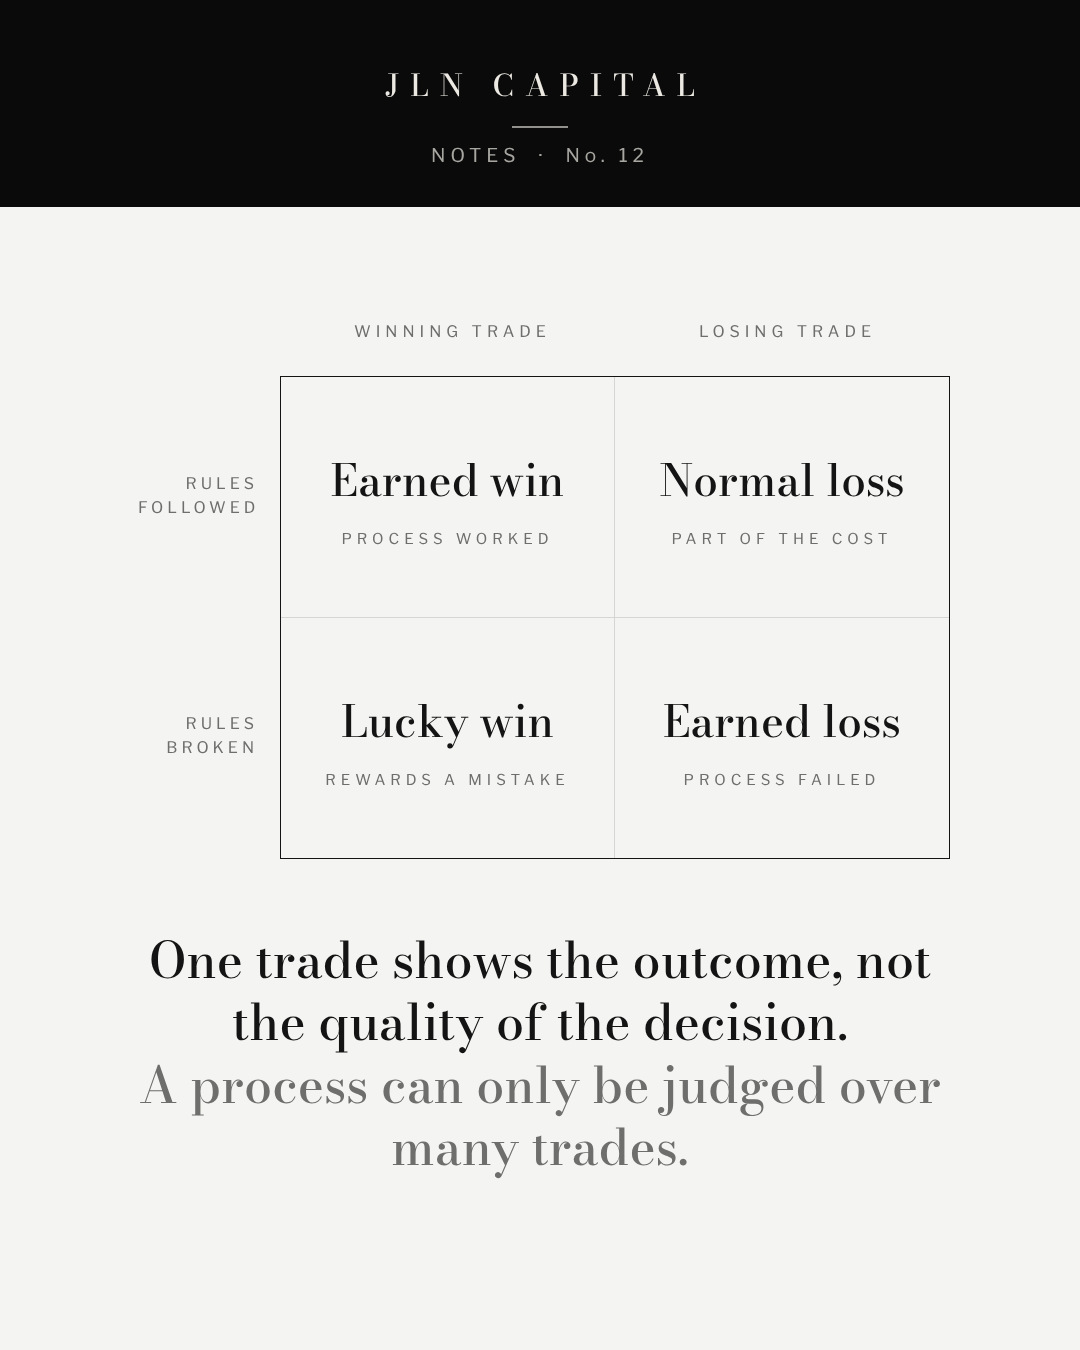 JLN CAPITAL
NOTES · No. 12
WINNING TRADE
LOSING TRADE
RULES
FOLLOWED
Earned win
PROCESS WORKED
Normal loss
PART OF THE COST
RULES
BROKEN
Lucky win
REWARDS A MISTAKE
Earned loss
PROCESS FAILED
One trade shows the outcome, not
the quality of the decision.
A process can only be judged over
many trades.